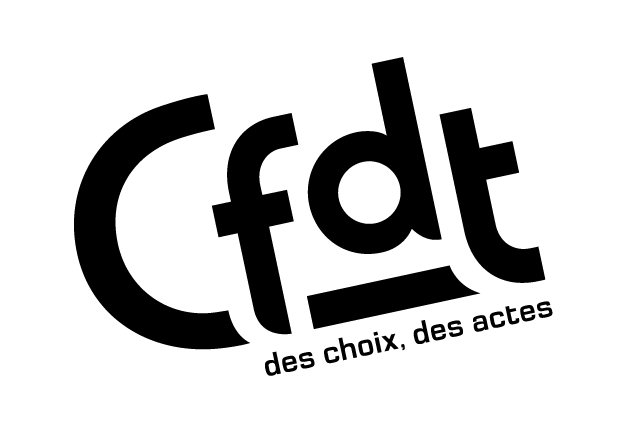 Cfdt
des choix, des actes